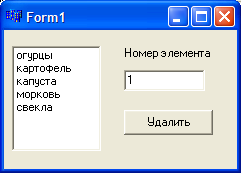 Form1
огурцы
картофель
капуста
морковь
свекла
Номер элемента
1
Удалить